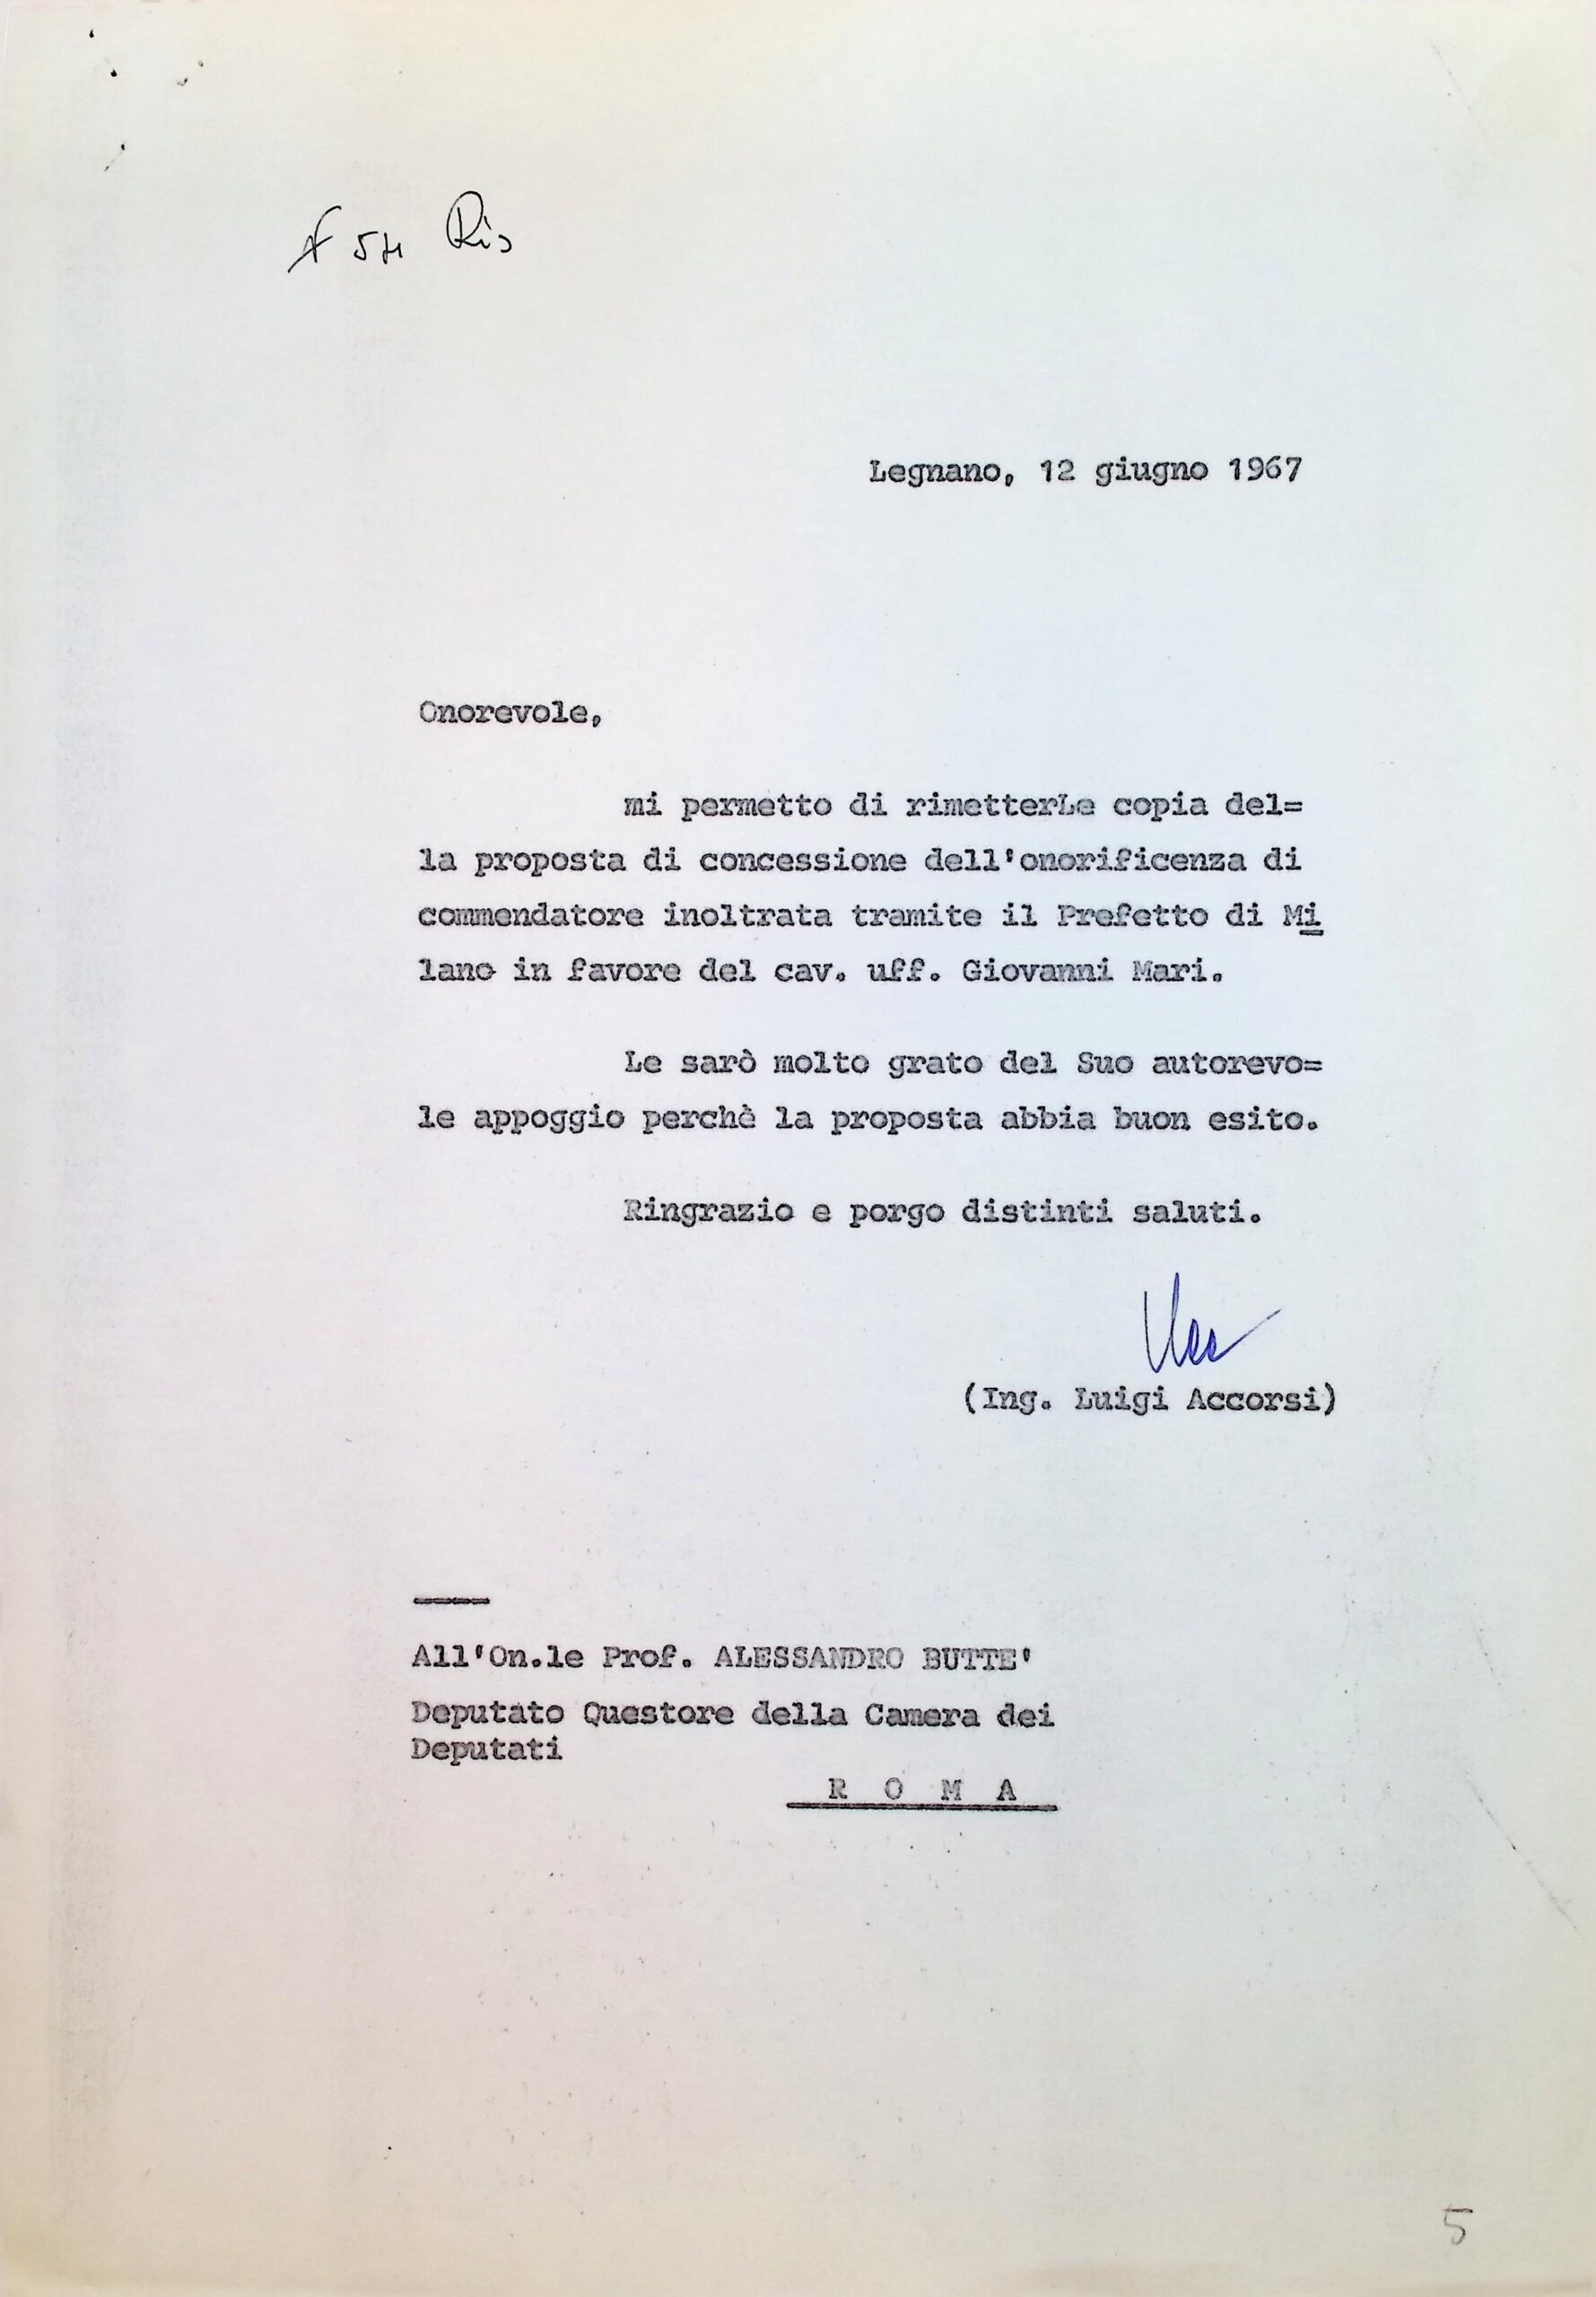 Ris
Legnano, 12 giugno 1967
Onorevole,
mi permetto di rimetterLe copia del=
la proposta di concessione dell'onorificenza di
commendatore inoltrata tramite il Prefetto di Mi
lano in favore del cav. uff. Giovanni Mari.
Le sarò molto grato del Suo autorevo=
le appoggio perchè la proposta abbia buon esito.
Ringrazio e porgo distinti saluti.
(Ing. Luigi Accorsi)
All'On.le Prof. ALESSANDRO BUTTE'
Deputato Questore della Camera dei
Deputati
R O M A
5